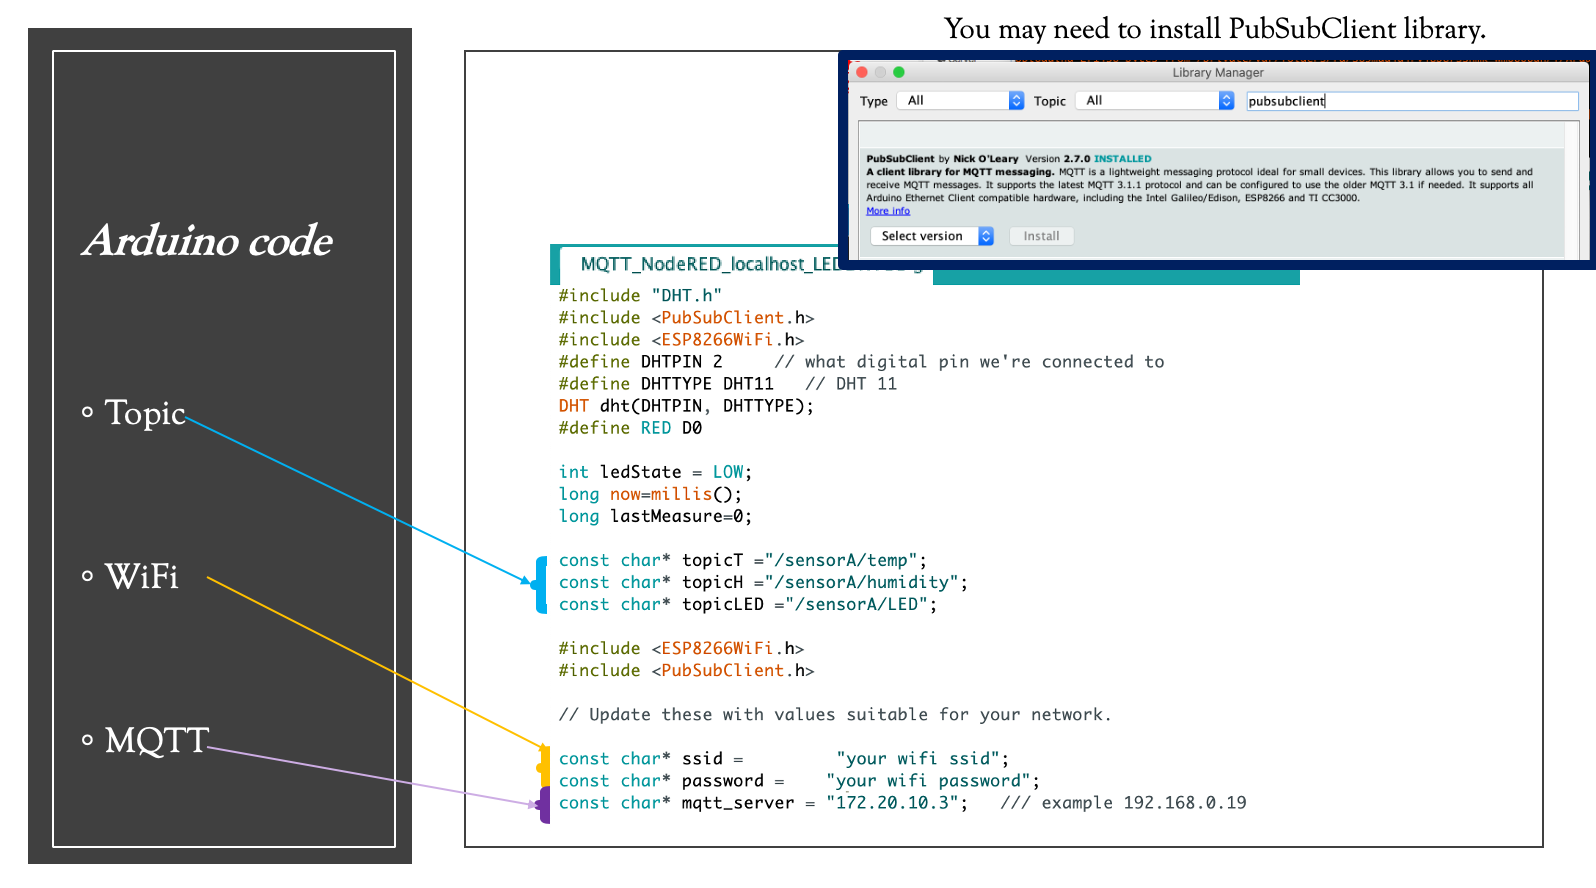 You may need to install PubSubClient library.
Library Manager
Type All Topic All pubsubclient
PubSubClient by Nick O'Leary Version 2.7.0 INSTALLED
A client library for MQTT messaging. MQTT is a lightweight messaging protocol ideal for small devices. This library allows you to send and
receive MQTT messages. It supports the latest MQTT 3.1.1 protocol and can be configured to use the older MQTT 3.1 if needed. It supports all
Arduino Ethernet Client compatible hardware, including the Intel Galileo/Edison, ESP8266 and TI CC3000.
More info
Select version Install
Arduino code
Topic
WiFi
MQTT
MQTT_NodeRED_localhost_LED
#include "DHT.h"
#include <PubSubClient.h>
#include <ESP8266WiFi.h>
#define DHTPIN 2     // what digital pin we're connected to
#define DHTTYPE DHT11   // DHT 11
DHT dht(DHTPIN, DHTTYPE);
#define RED D0
int ledState = LOW;
long now=millis();
long lastMeasure=0;
const char* topicT ="/sensorA/temp";
const char* topicH ="/sensorA/humidity";
const char* topicLED ="/sensorA/LED";
#include <ESP8266WiFi.h>
#include <PubSubClient.h>
// Update these with values suitable for your network.
const char* ssid =         "your wifi ssid";
const char* password =    "your wifi password";
const char* mqtt_server = "172.20.10.3";   /// example 192.168.0.19